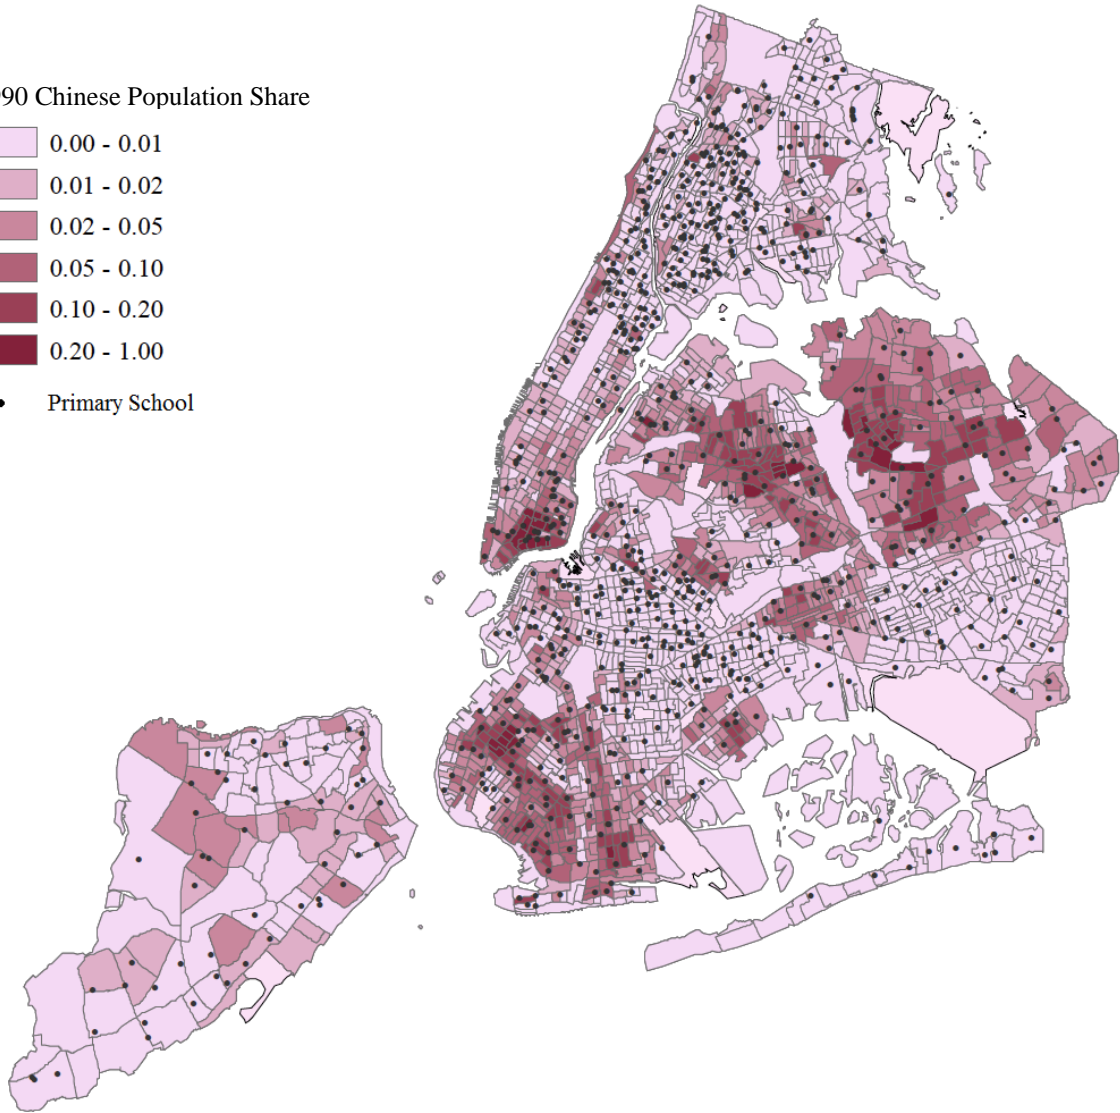 90 Chinese Population Share
0.00 - 0.01
0.01 - 0.02
0.02 - 0.05
0.05 - 0.10
0.10 - 0.20
0.20 - 1.00
Primary School